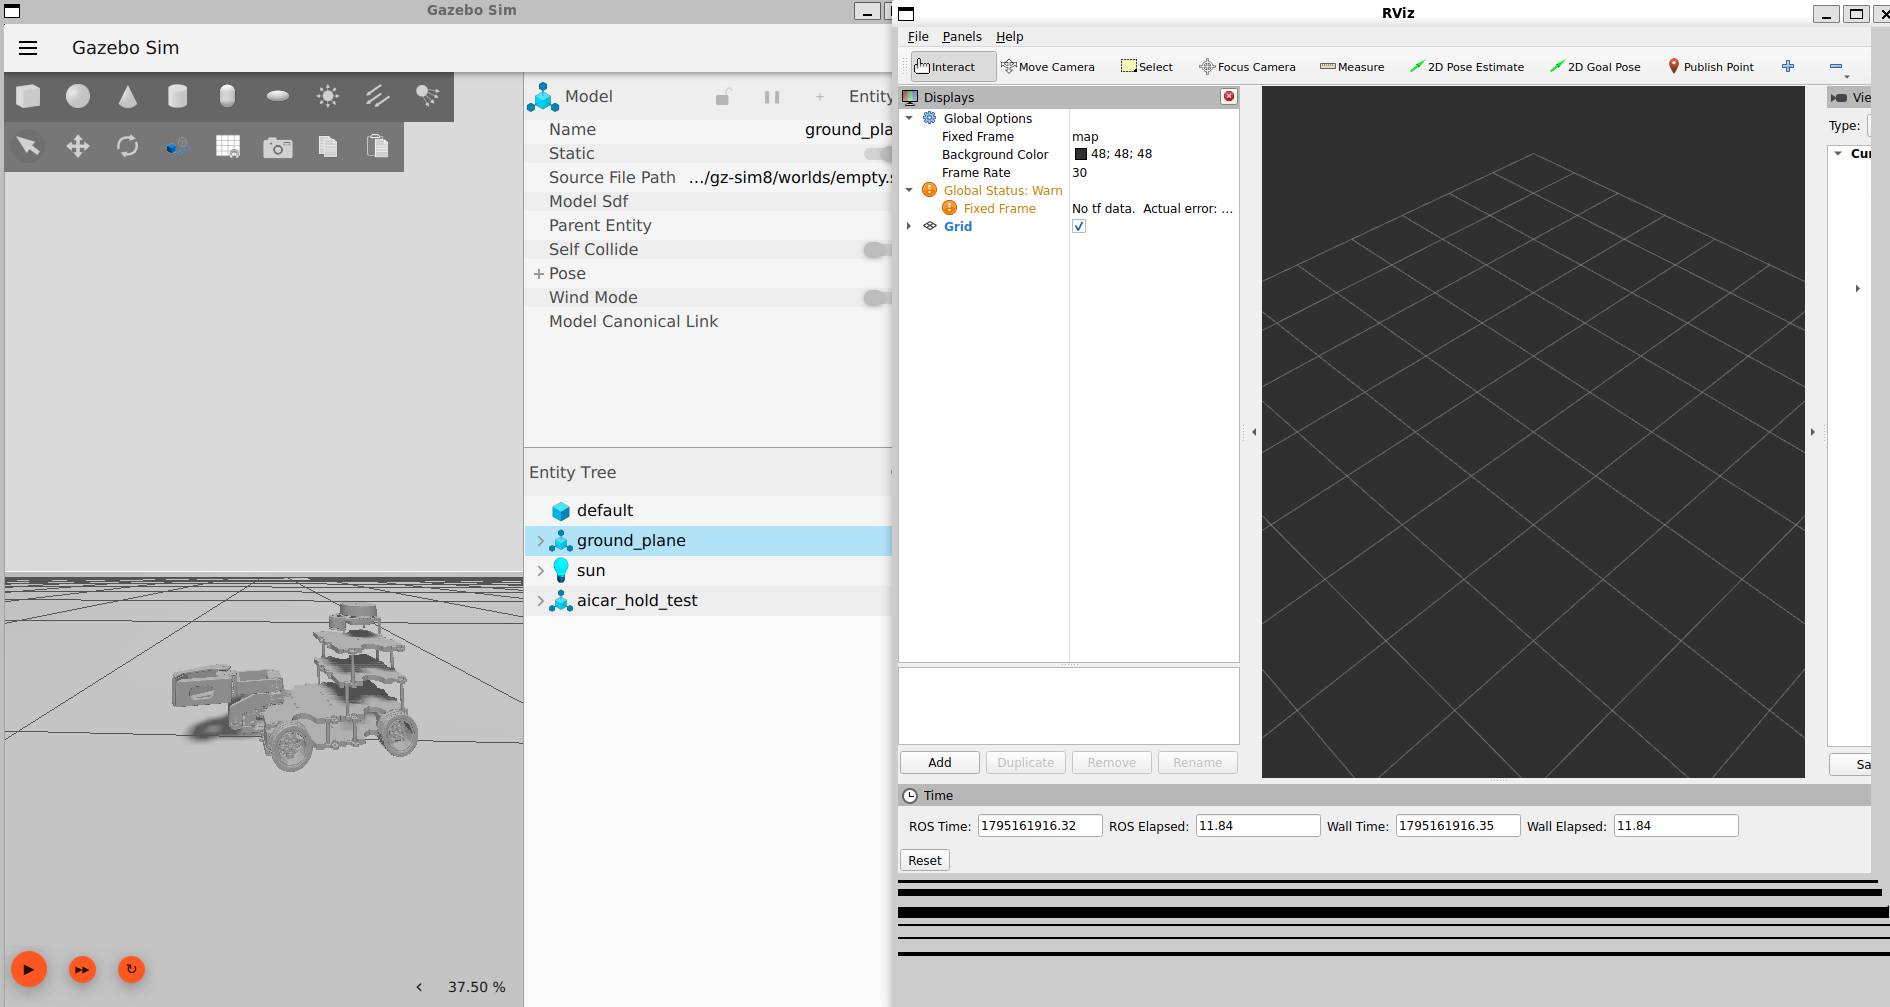 Gazebo Sim
Gazebo Sim
Model
Entity
Name ground_pla
Static
Source File Path .../gz-sim8/worlds/empty.s
Model Sdf
Parent Entity
Self Collide
Pose
Wind Mode
Model Canonical Link
Entity Tree
default
ground_plane
sun
aicar_hold_test
37.50 %
RViz
File Panels Help
Interact Move Camera Select Focus Camera Measure 2D Pose Estimate 2D Goal Pose Publish Point
Displays
Global Options
Fixed Frame map
Background Color 48; 48; 48
Frame Rate 30
Global Status: Warn
Fixed Frame No tf data. Actual error: ...
Grid
Add Duplicate Remove Rename
Vie
Type:
Cur
Sa
Time
ROS Time: 1795161916.32 ROS Elapsed: 11.84 Wall Time: 1795161916.35 Wall Elapsed: 11.84
Reset